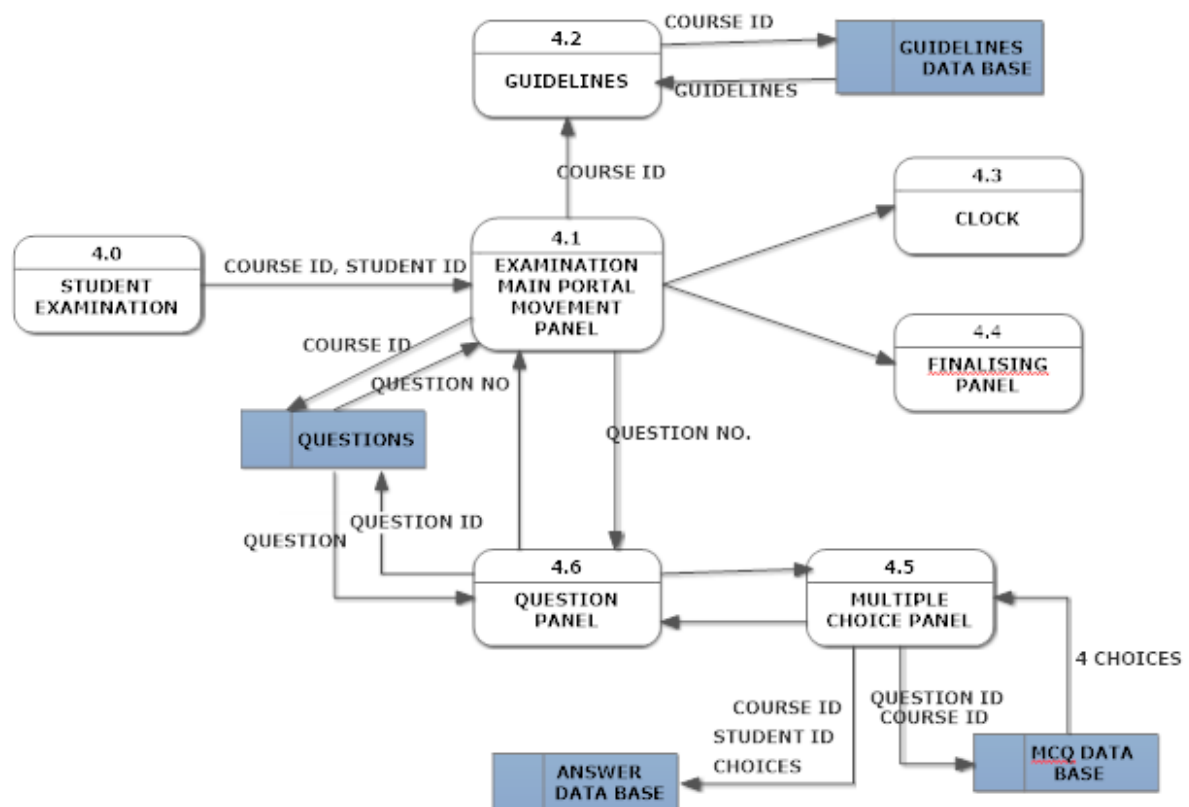 COURSE ID
4.2
GUIDELINES
GUIDELINES
DATA BASE
GUIDELINES
COURSE ID
4.3
CLOCK
4.0
STUDENT
EXAMINATION
COURSE ID, STUDENT ID
4.1
EXAMINATION
MAIN PORTAL
MOVEMENT
PANEL
4.4
FINALISING
PANEL
COURSE ID
QUESTION NO
QUESTIONS
QUESTION NO.
QUESTION ID
QUESTION
4.6
QUESTION
PANEL
4.5
MULTIPLE
CHOICE PANEL
4 CHOICES
COURSE ID
STUDENT ID
CHOICES
QUESTION ID
COURSE ID
ANSWER
DATA BASE
MCQ DATA
BASE